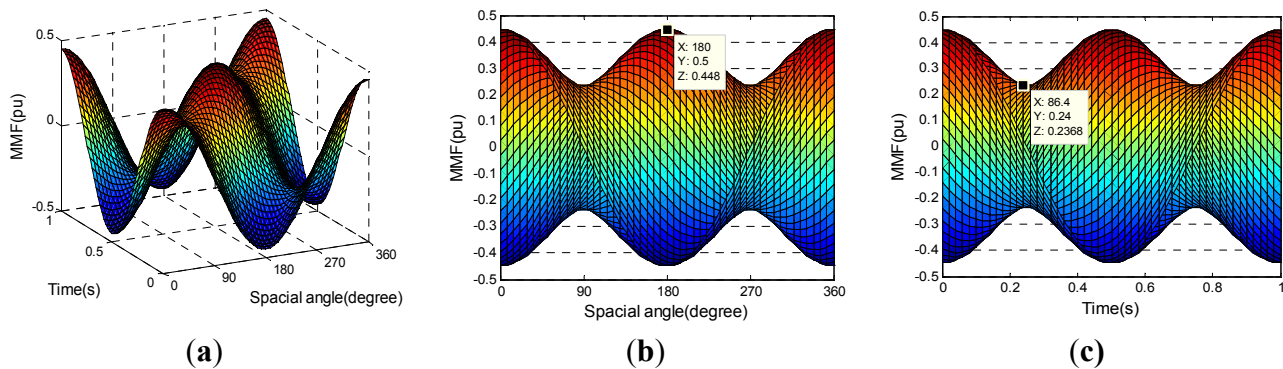 0.5
0
-0.5
MMF(pu)
1
0.5
0
Time(s)
0
90
180
270
360
Spacial angle(degree)
(a)
0.5
0.4
0.3
0.2
0.1
0
-0.1
-0.2
-0.3
-0.4
-0.5
MMF(pu)
X: 180
Y: 0.5
Z: 0.448
0
90
180
270
360
Spacial angle(degree)
(b)
0.5
0.4
0.3
0.2
0.1
0
-0.1
-0.2
-0.3
-0.4
-0.5
MMF(pu)
X: 86.4
Y: 0.24
Z: 0.2368
0
0.2
0.4
0.6
0.8
1
Time(s)
(c)